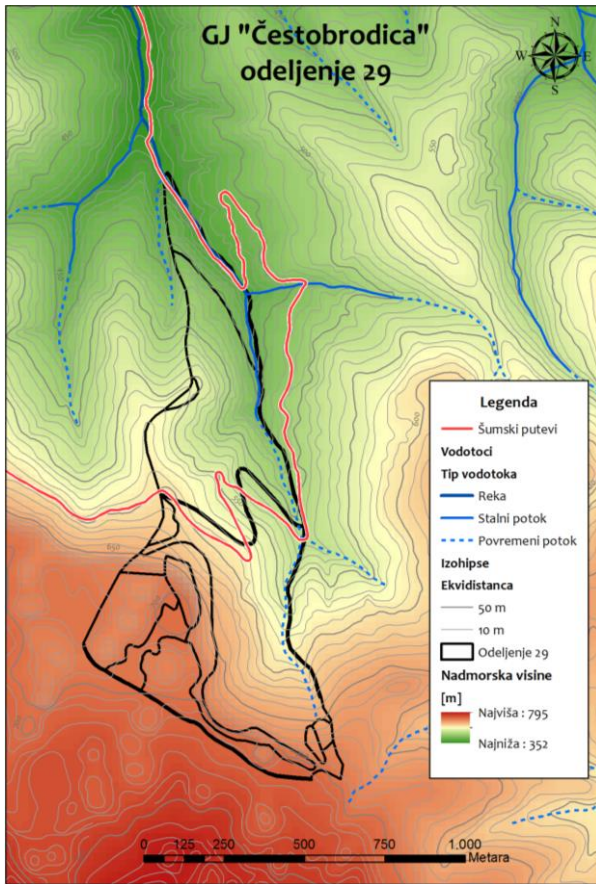 GJ "Čestobrodica"
odeljenje 29
N
W E
S
550
600
650
Legenda
Šumski putevi
Vodotoci
Tip vodotoka
Reka
Stalni potok
Povremeni potok
Izohipse
Ekvidistanca
50 m
10 m
Odeljenje 29
Nadmorska visine
[m]
Najviša : 795
Najniža : 352
0 125 250 500 750 1.000
Metara